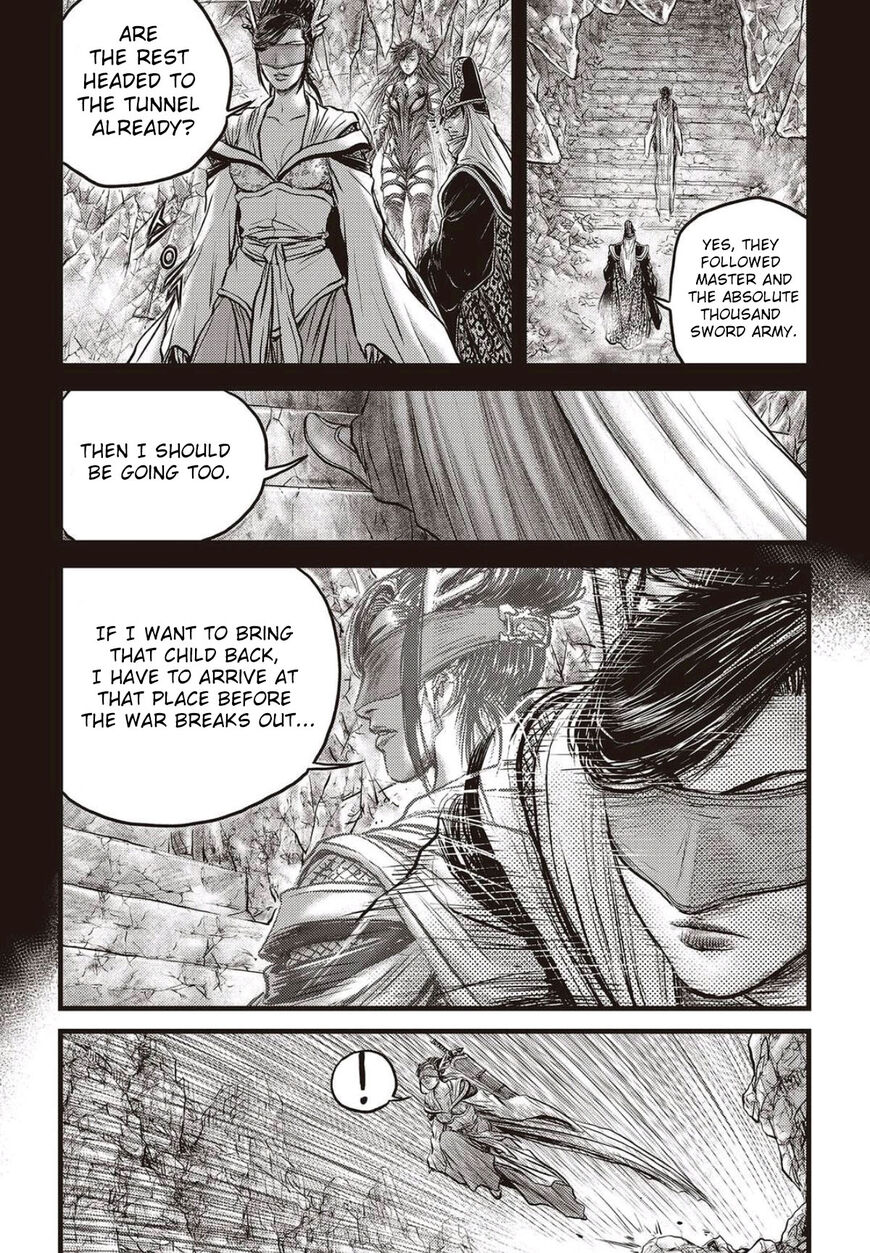 ARE
THE REST
HEADED TO
THE TUNNEL
ALREADY?
YES, THEY
FOLLOWED
MASTER AND
THE ABSOLUTE
THOUSAND
SWORD ARMY.
THEN I SHOULD
BE GOING TOO.
IF I WANT TO BRING
THAT CHILD BACK,
I HAVE TO ARRIVE AT
THAT PLACE BEFORE
THE WAR BREAKS OUT...
!